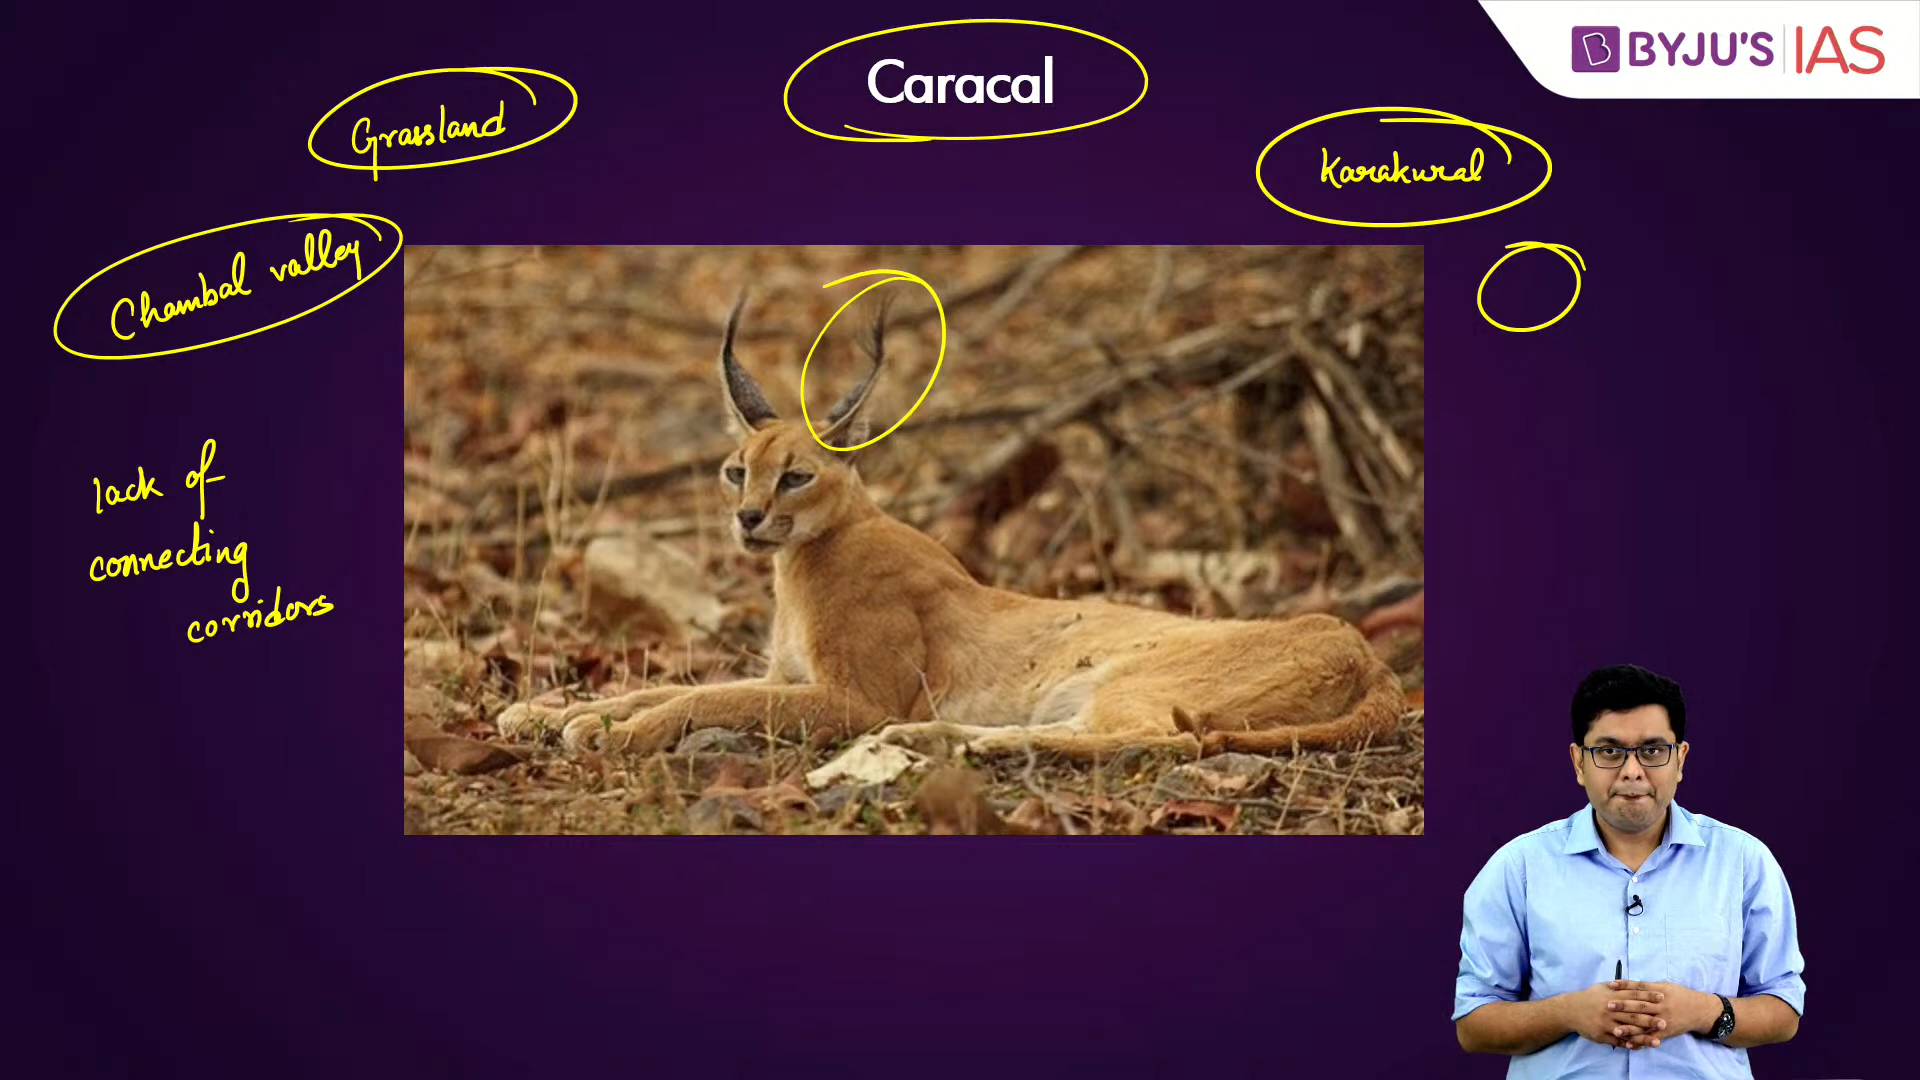 Caracal
BYJU'S IAS
Grassland
Karakural
Chambal valley
lack of
connecting
corridors